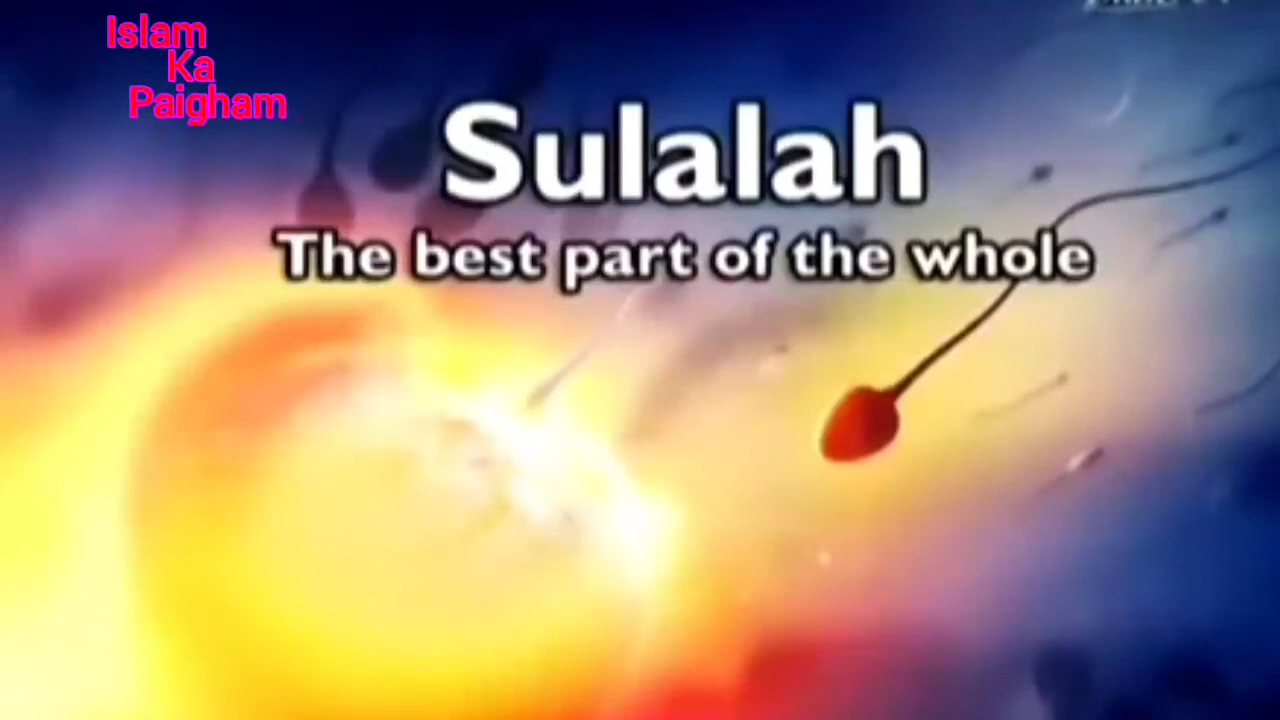 Islam
Ka
Paigham
Sulalah
The best part of the whole